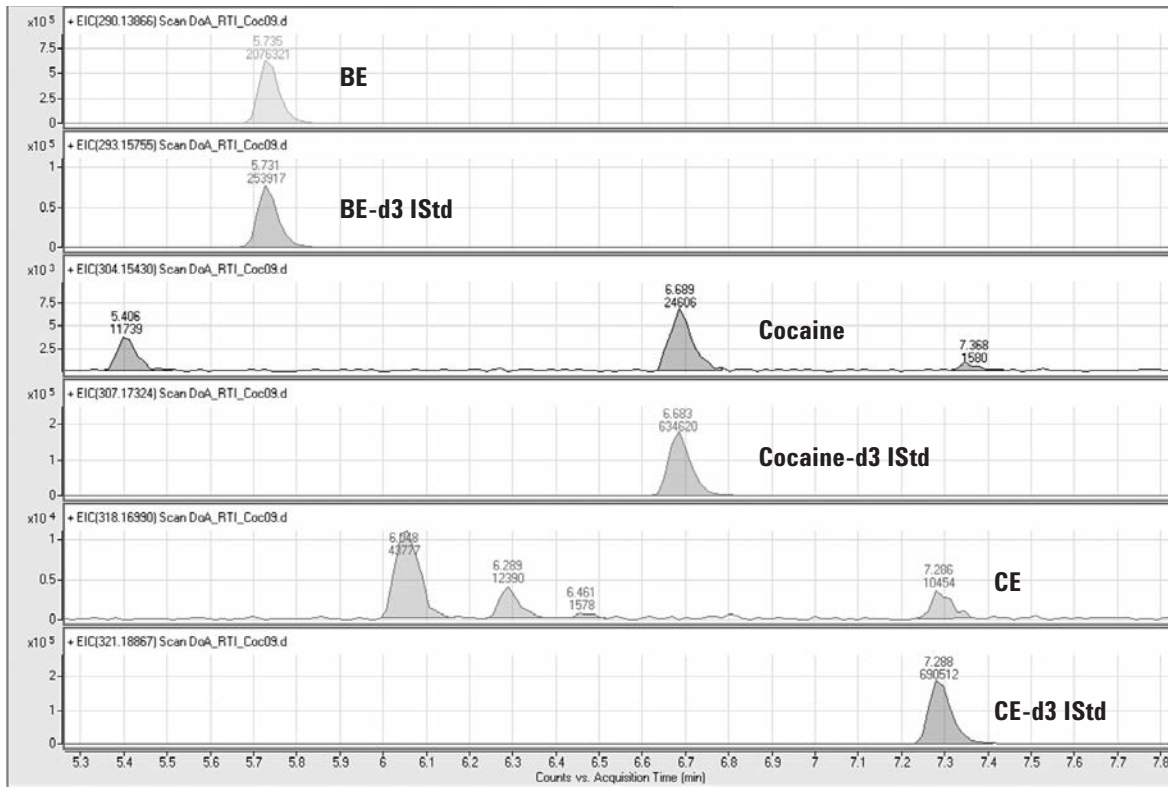 x10 5 + EIC(290.13866) Scan DoA_RTI_Coc09.d
7.5
5
2.5
0
5.735
2076321
BE
x10 5 + EIC(293.15755) Scan DoA_RTI_Coc09.d
1
0.5
0
5.731
253917
BE-d3 IStd
x10 3 + EIC(304.15430) Scan DoA_RTI_Coc09.d
7.5
5
2.5
5.406
11739
6.689
24606
Cocaine
7.368
1580
x10 5 + EIC(307.17324) Scan DoA_RTI_Coc09.d
2
1
0
6.683
634620
Cocaine-d3 IStd
x10 4 + EIC(318.16990) Scan DoA_RTI_Coc09.d
1
0.5
0
6.048
43777
6.289
12390
6.461
1578
7.286
10454
CE
x10 5 + EIC(321.18867) Scan DoA_RTI_Coc09.d
2
1
0
7.288
690512
CE-d3 IStd
5.3 5.4 5.5 5.6 5.7 5.8 5.9 6 6.1 6.2 6.3 6.4 6.5 6.6 6.7 6.8 6.9 7 7.1 7.2 7.3 7.4 7.5 7.6 7.7 7.8
Counts vs. Acquisition Time (min)